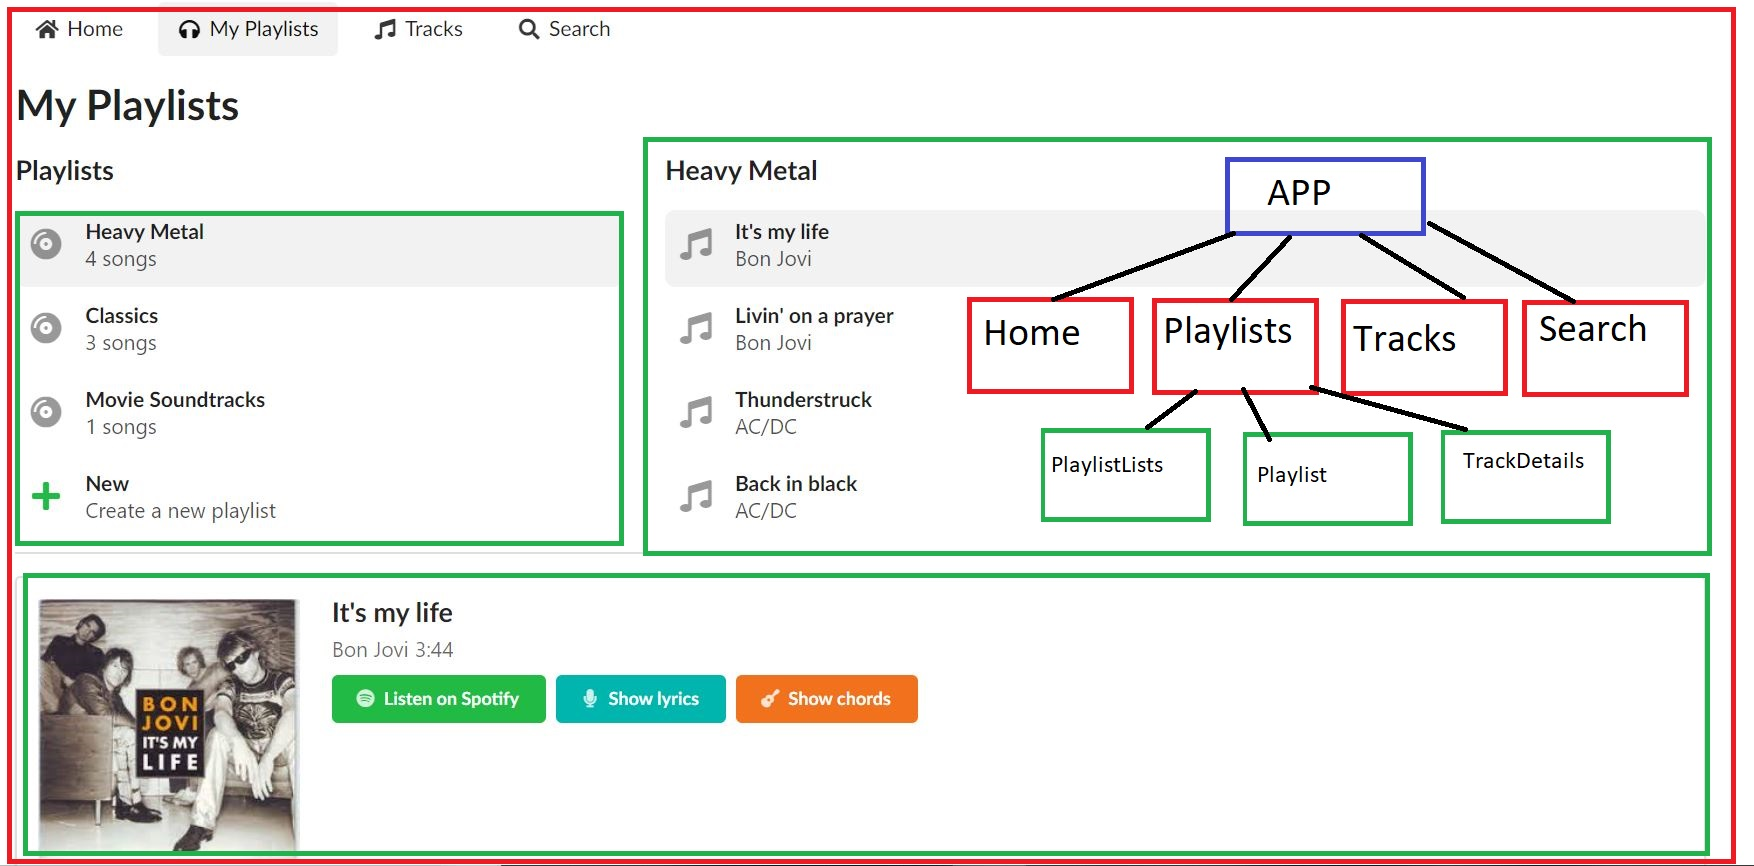 Home My Playlists Tracks Search
My Playlists
Playlists
Heavy Metal
4 songs
Classics
3 songs
Movie Soundtracks
1 songs
New
Create a new playlist
Heavy Metal
It's my life
Bon Jovi
Livin' on a prayer
Bon Jovi
Thunderstruck
AC/DC
Back in black
AC/DC
APP
Home Playlists Tracks Search
PlaylistLists Playlist TrackDetails
BON
JOVI
IT'S MY
LIFE
It's my life
Bon Jovi 3:44
Listen on Spotify Show lyrics Show chords